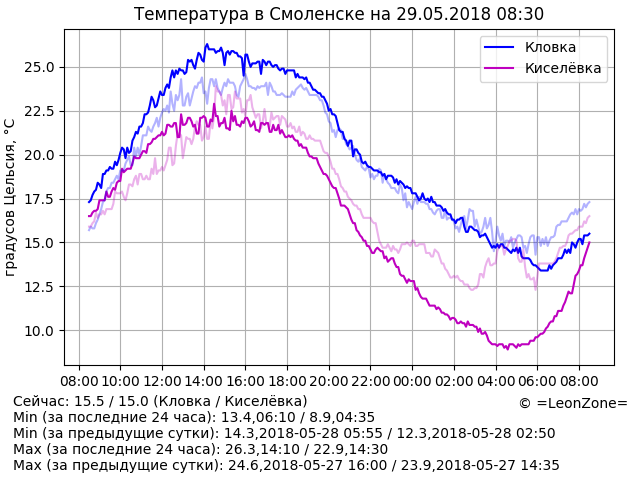 Температура в Смоленске на 29.05.2018 08:30
Кловка
Киселёвка
градусов Цельсия, °C
25.0
22.5
20.0
17.5
15.0
12.5
10.0
08:00 10:00 12:00 14:00 16:00 18:00 20:00 22:00 00:00 02:00 04:00 06:00 08:00
Сейчас: 15.5 / 15.0 (Кловка / Киселёвка)
© =LeonZone=
Min (за последние 24 часа): 13.4,06:10 / 8.9,04:35
Min (за предыдущие сутки): 14.3,2018-05-28 05:55 / 12.3,2018-05-28 02:50
Max (за последние 24 часа): 26.3,14:10 / 22.9,14:30
Max (за предыдущие сутки): 24.6,2018-05-27 16:00 / 23.9,2018-05-27 14:35